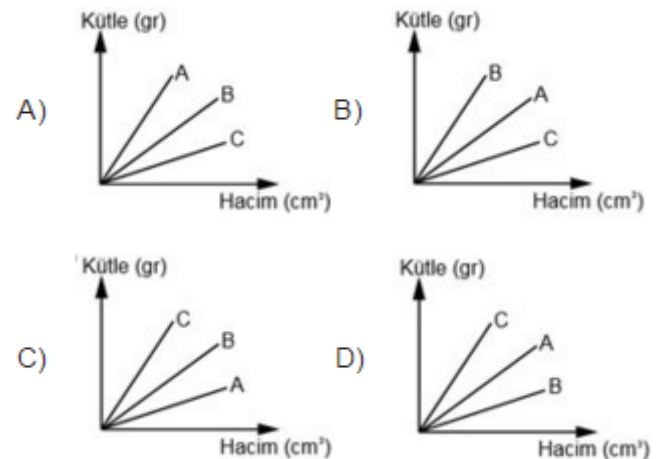 Kütle (gr)
A
B
C
A)
Hacim (cm³)
Kütle (gr)
B
A
C
B)
Hacim (cm³)
Kütle (gr)
C
B
A
C)
Hacim (cm³)
Kütle (gr)
C
A
B
D)
Hacim (cm³)